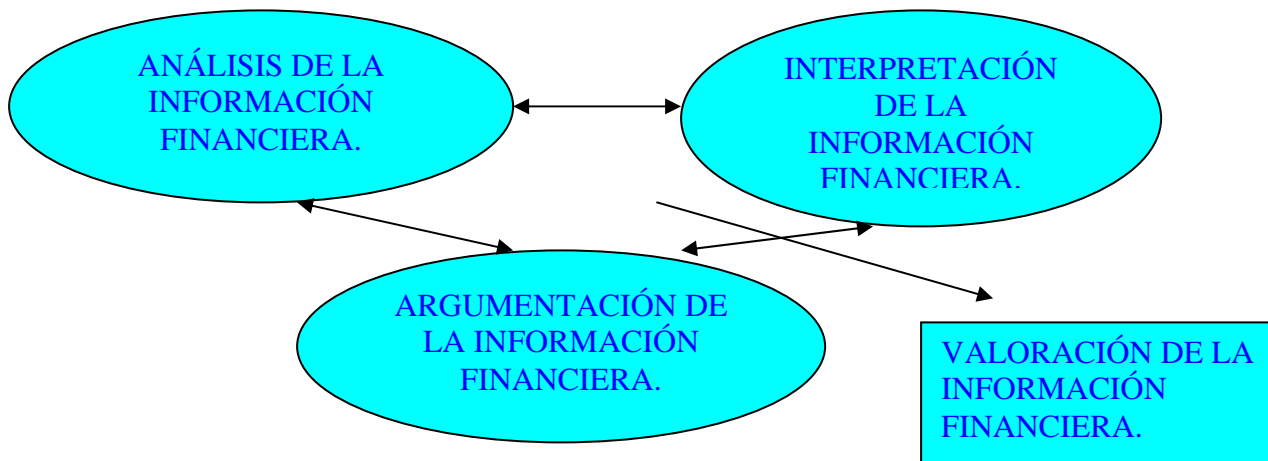 ANÁLISIS DE LA
INFORMACIÓN
FINANCIERA.
INTERPRETACIÓN
DE LA
INFORMACIÓN
FINANCIERA.
ARGUMENTACIÓN DE
LA INFORMACIÓN
FINANCIERA.
VALORACIÓN DE LA
INFORMACIÓN
FINANCIERA.